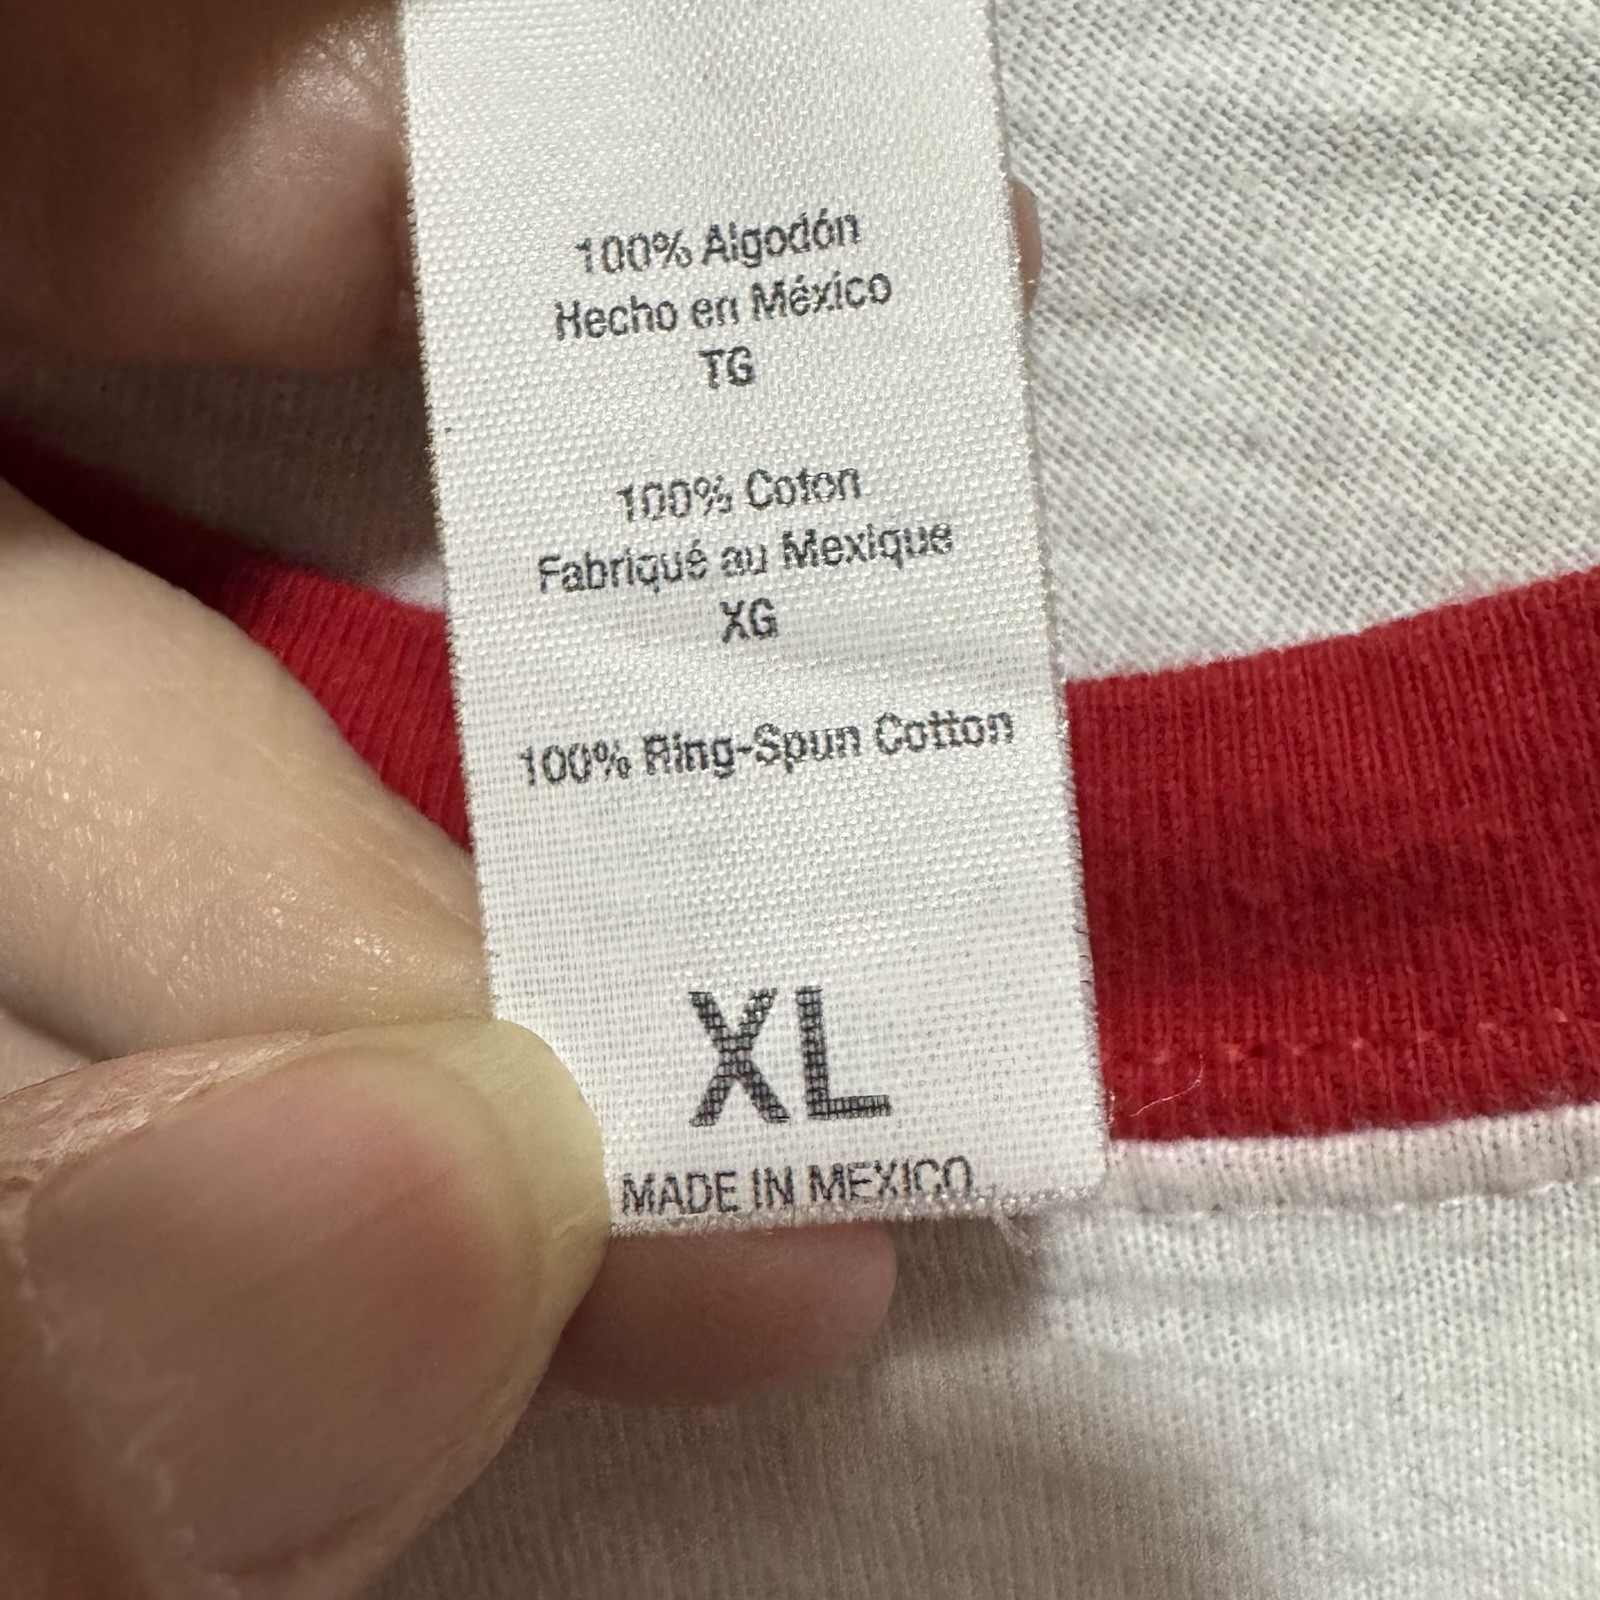 100% Algodón
Hecho en México
TG
100% Coton
Fabriqué au Mexique
XG
100% Ring-Spun Cotton
XL
MADE IN MEXICO